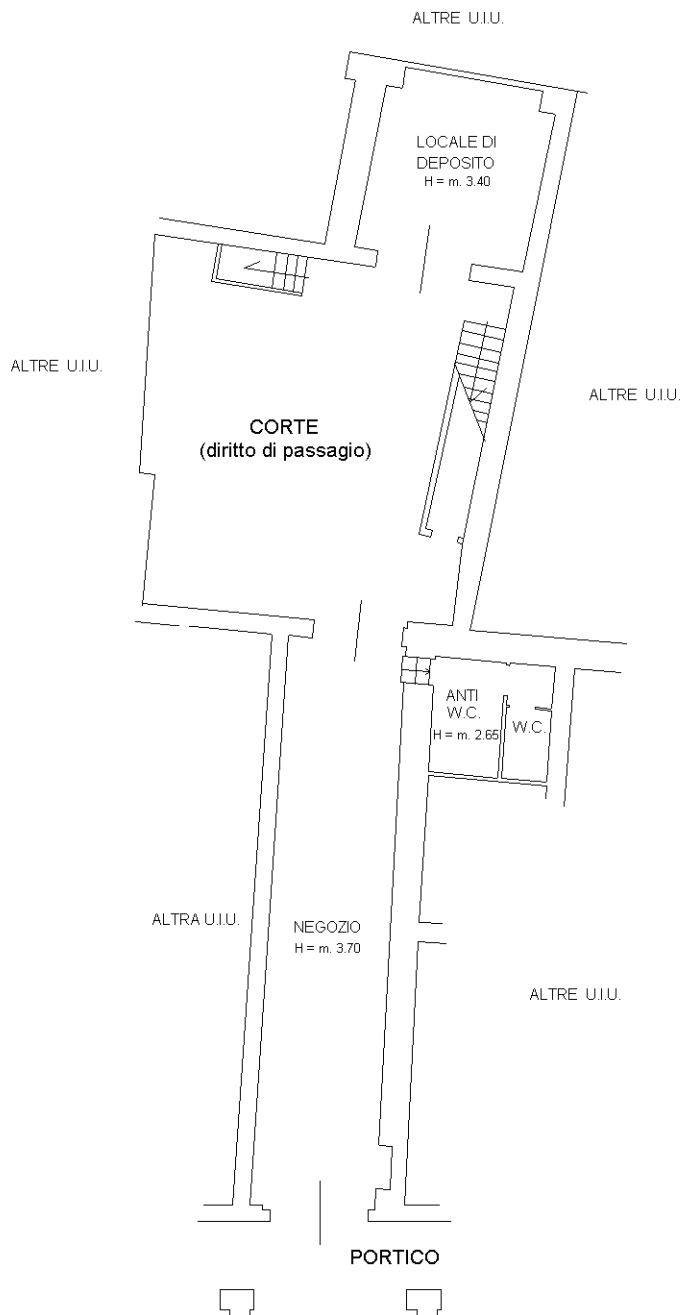 ALTRE U.I.U.
LOCALE DI
DEPOSITO
H = m. 3.40
ALTRE U.I.U.
ALTRE U.I.U.
CORTE
(diritto di passagio)
ANTI
W.C.
H = m. 2.65
W.C.
ALTRA U.I.U.
NEGOZIO
H = m. 3.70
ALTRE U.I.U.
PORTICO